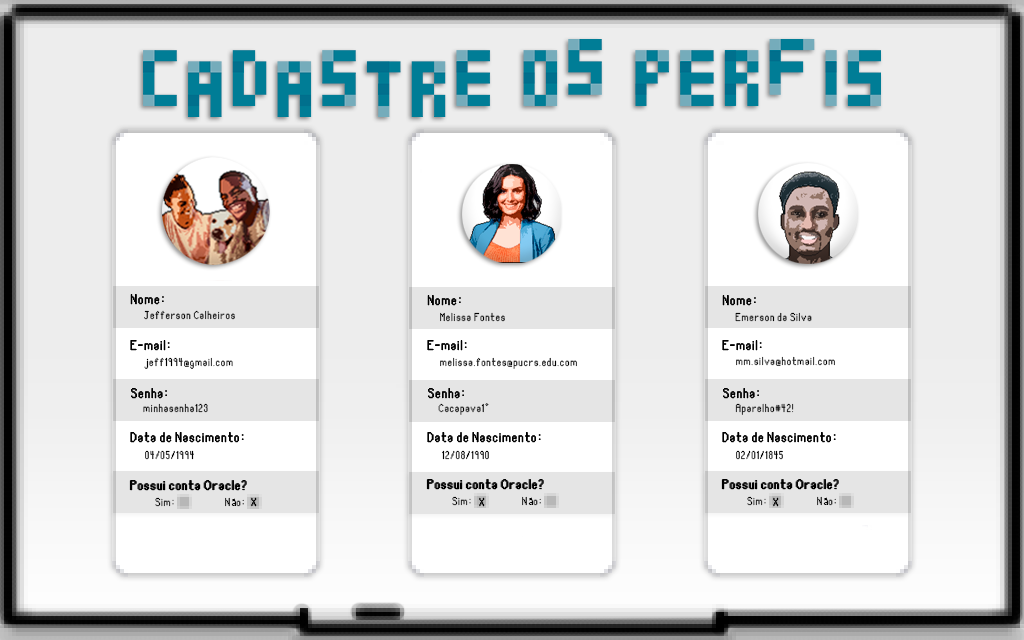 CADASTRE OS PERFIS
Nome:
Jefferson Calheiros
E-mail:
jeff1994@gmail.com
Senha:
minhasenha123
Data de Nascimento:
04/05/1994
Possui conta Oracle?
Sim: Não: X
Nome:
Melissa Fontes
E-mail:
melissa.fontes@pucrs.edu.com
Senha:
Cacapava1°
Data de Nascimento:
12/08/1990
Possui conta Oracle?
Sim: X Não:
Nome:
Emerson da Silva
E-mail:
mm.silva@hotmail.com
Senha:
Aparelho#42!
Data de Nascimento:
02/01/1845
Possui conta Oracle?
Sim: X Não: